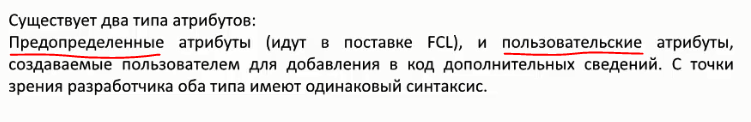 Существует два типа атрибутов:
Предопределенные атрибуты (идут в поставке FCL), и пользовательские атрибуты,
создаваемые пользователем для добавления в код дополнительных сведений. С точки
зрения разработчика оба типа имеют одинаковый синтаксис.